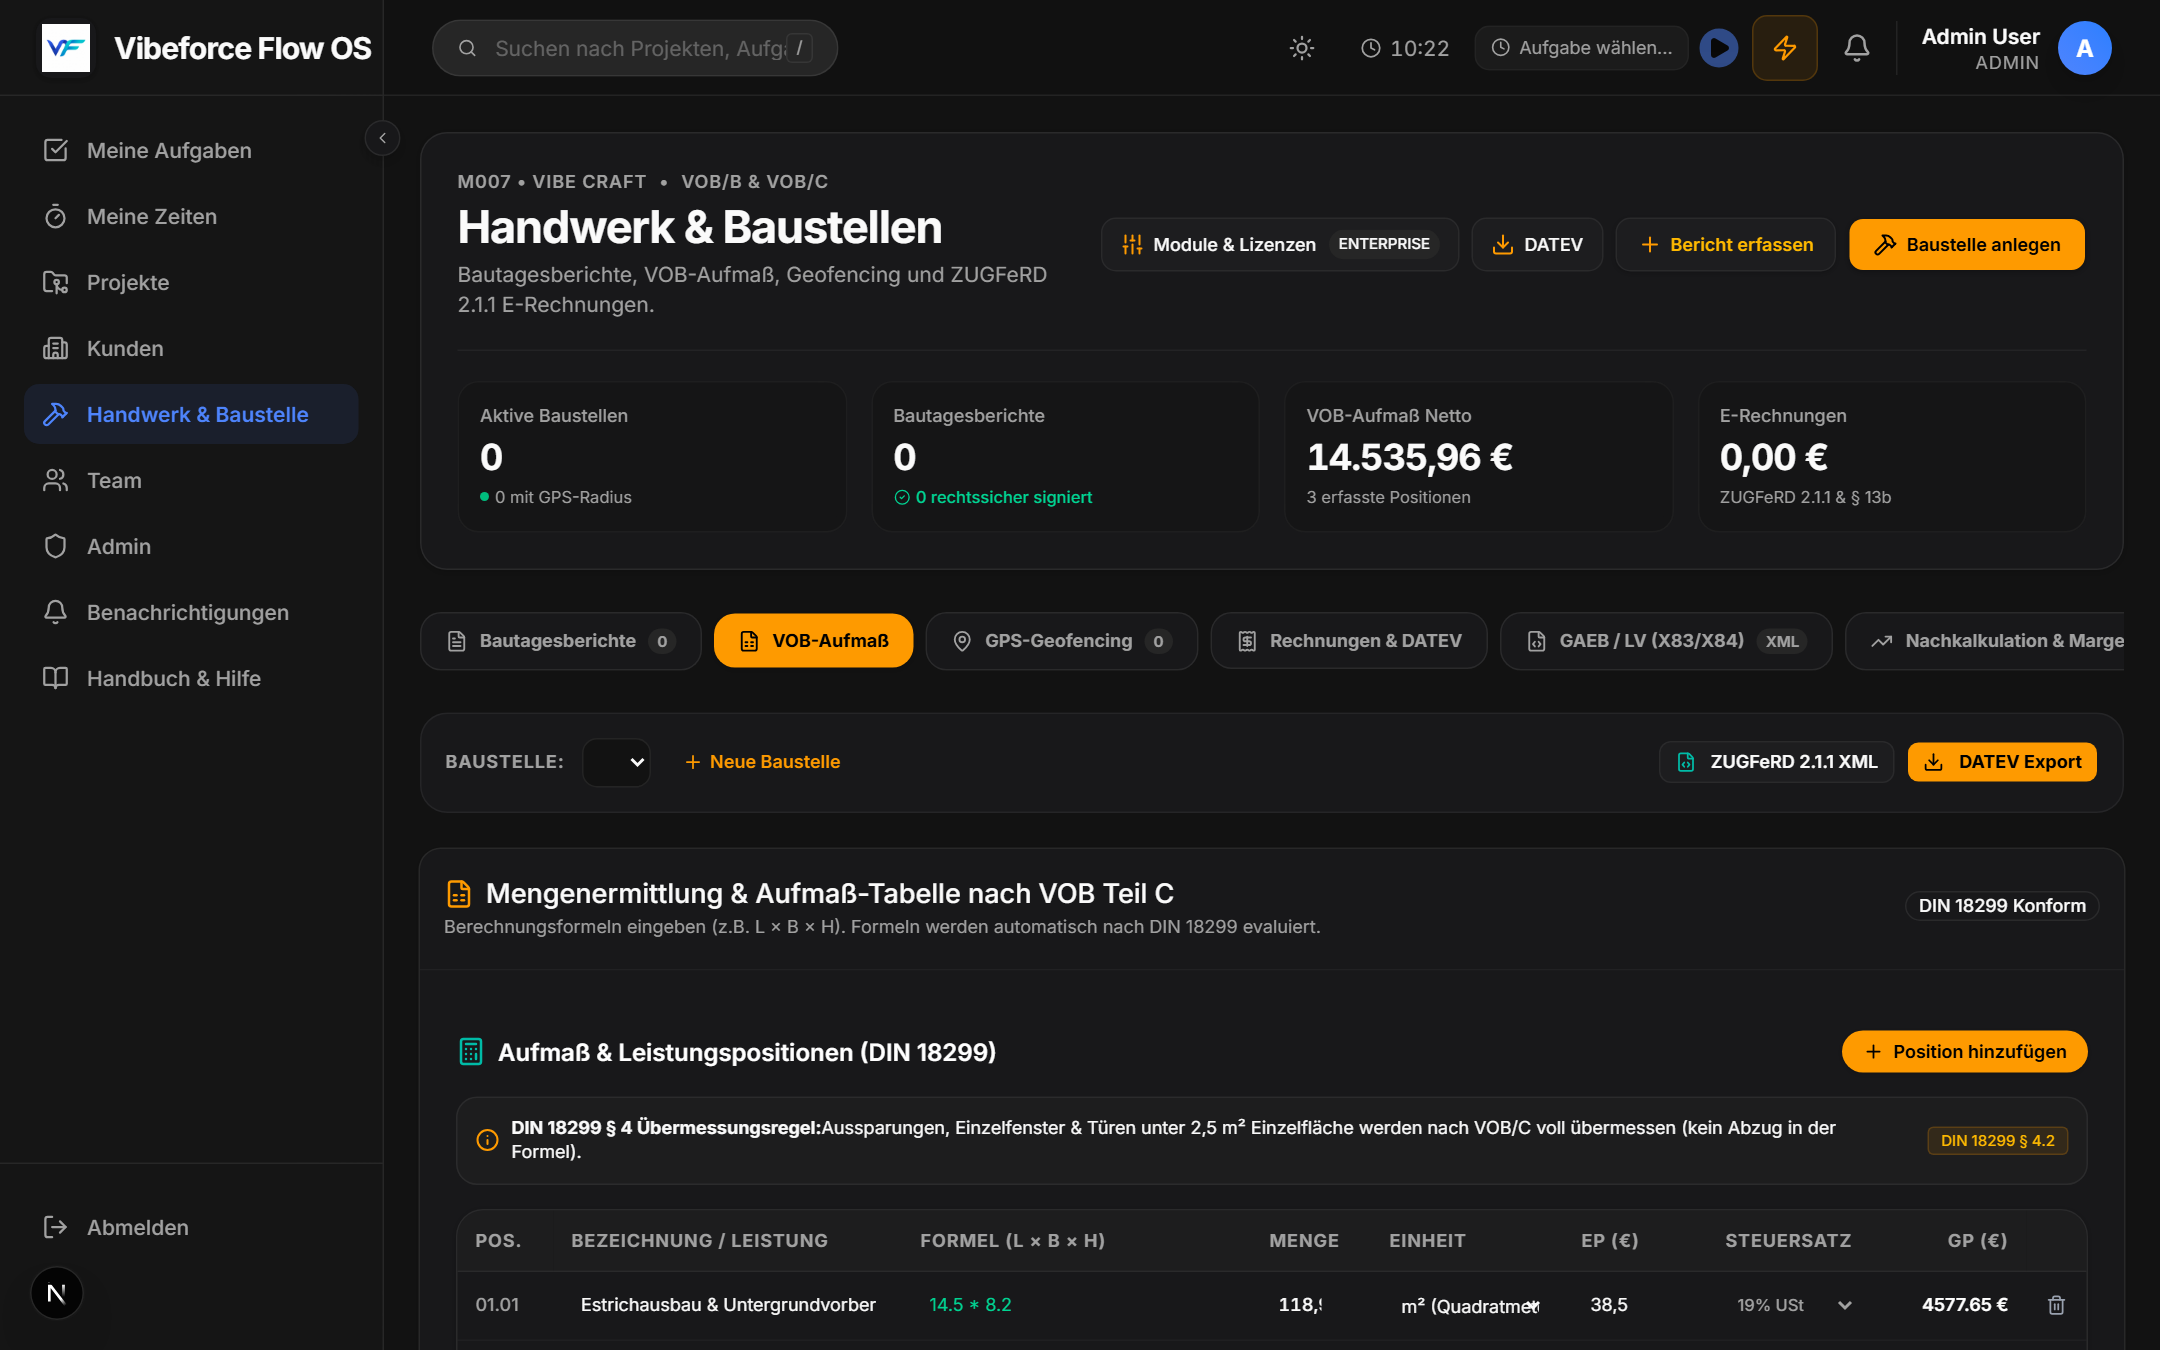 VF
Vibeforce Flow OS
Suchen nach Projekten, Aufga /
10:22
Aufgabe wählen...
Admin User
ADMIN
A
Meine Aufgaben
Meine Zeiten
Projekte
Kunden
Handwerk & Baustelle
Team
Admin
Benachrichtigungen
Handbuch & Hilfe
Abmelden
N
M007 • VIBE CRAFT • VOB/B & VOB/C
Handwerk & Baustellen
Bautagesberichte, VOB-Aufmaß, Geofencing und ZUGFeRD
2.1.1 E-Rechnungen.
Module & Lizenzen ENTERPRISE
DATEV
Bericht erfassen
Baustelle anlegen
Aktive Baustellen
0
0 mit GPS-Radius
Bautagesberichte
0
0 rechtssicher signiert
VOB-Aufmaß Netto
14.535,96 €
3 erfasste Positionen
E-Rechnungen
0,00 €
ZUGFeRD 2.1.1 & § 13b
Bautagesberichte 0
VOB-Aufmaß
GPS-Geofencing 0
Rechnungen & DATEV
GAEB / LV (X83/X84) XML
Nachkalkulation & Marge
BAUSTELLE:
+ Neue Baustelle
ZUGFeRD 2.1.1 XML
DATEV Export
Mengenermittlung & Aufmaß-Tabelle nach VOB Teil C
Berechnungsformeln eingeben (z.B. L × B × H). Formeln werden automatisch nach DIN 18299 evaluiert.
DIN 18299 Konform
Aufmaß & Leistungspositionen (DIN 18299)
+ Position hinzufügen
DIN 18299 § 4 Übermessungsregel:Aussparungen, Einzelfenster & Türen unter 2,5 m² Einzelfläche werden nach VOB/C voll übermessen (kein Abzug in der
Formel).
DIN 18299 § 4.2
POS. BEZEICHNUNG / LEISTUNG FORMEL (L × B × H) MENGE EINHEIT EP (€) STEUERSATZ GP (€)
01.01 Estrichausbau & Untergrundvorber 14.5 * 8.2 118, m² (Quadratmet 38,5 19% USt 4577.65 €